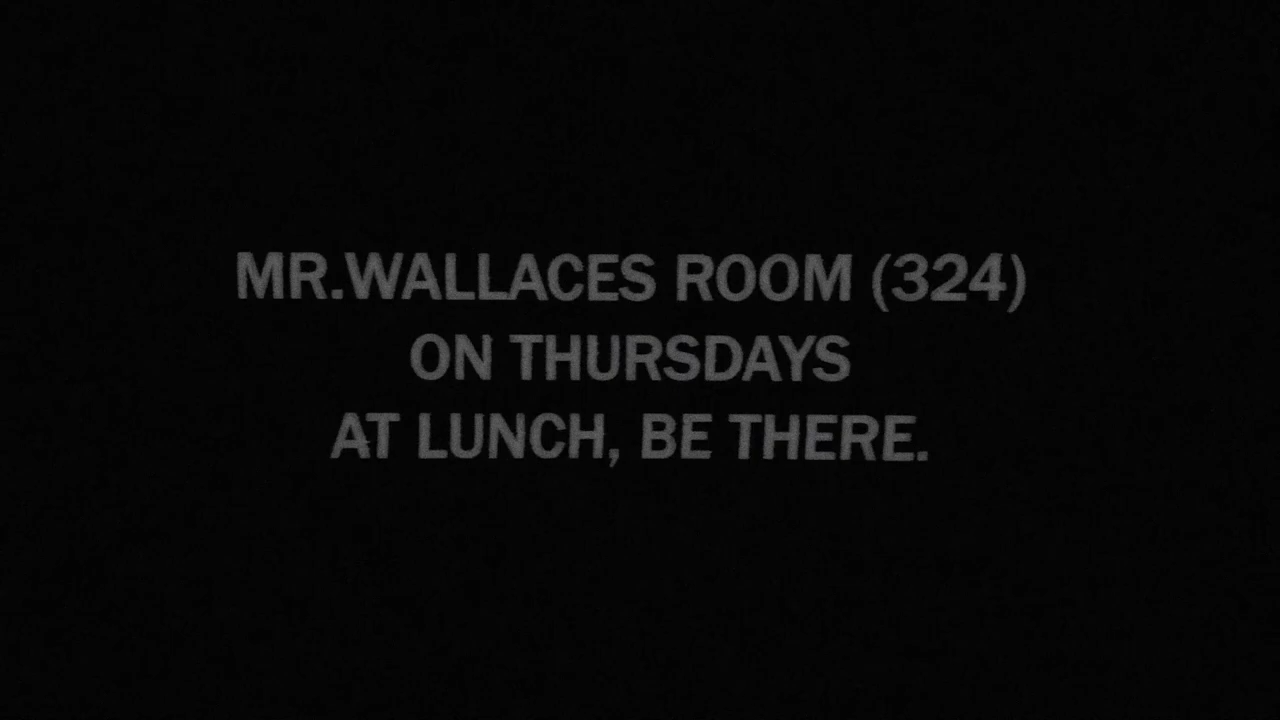 MR.WALLACES ROOM (324)
ON THURSDAYS
AT LUNCH, BE THERE.